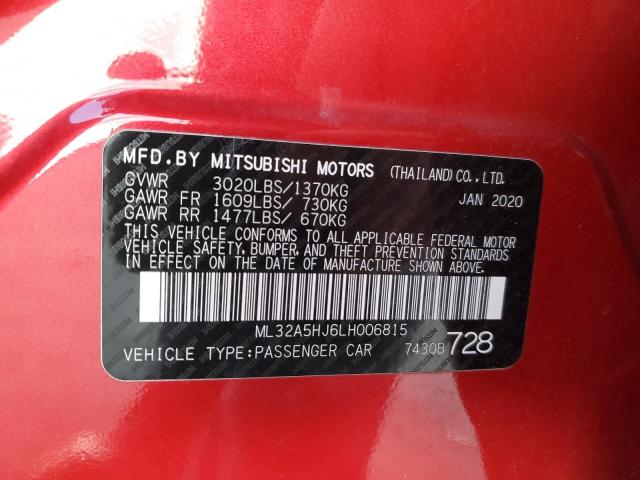 MFD.BY MITSUBISHI MOTORS (THAILAND) CO., LTD.
GVWR 3020LBS/1370KG JAN 2020
GAWR FR 1609LBS/ 730KG
GAWR RR 1477LBS/ 670KG
THIS VEHICLE CONFORMS TO ALL APPLICABLE FEDERAL MOTOR
VEHICLE SAFETY, BUMPER, AND THEFT PREVENTION STANDARDS
IN EFFECT ON THE DATE OF MANUFACTURE SHOWN ABOVE.
ML32A5HJ6LH006815
VEHICLE TYPE:PASSENGER CAR 74308 728